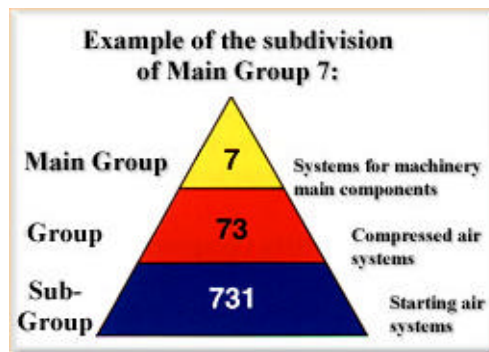 Example of the subdivision
of Main Group 7:
Main Group
7
Systems for machinery
main components
Group
73
Compressed air
systems
Sub-
Group
731
Starting air
systems